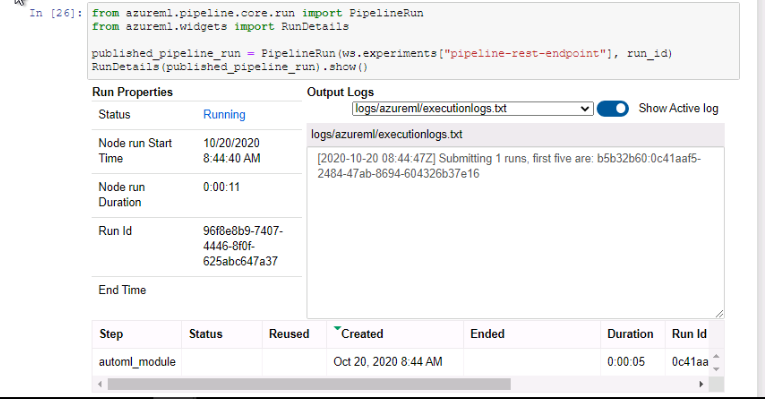 In [26]: from azureml.pipeline.core.run import PipelineRun
from azureml.widgets import RunDetails
published_pipeline_run = PipelineRun(ws.experiments["pipeline-rest-endpoint"], run_id)
RunDetails(published_pipeline_run).show()
Run Properties
Status Running
Node run Start Time 10/20/2020 8:44:40 AM
Node run Duration 0:00:11
Run Id 96f8e8b9-7407-4446-8f0f-625abc647a37
End Time
Output Logs
logs/azureml/executionlogs.txt Show Active log
logs/azureml/executionlogs.txt
[2020-10-20 08:44:47Z] Submitting 1 runs, first five are: b5b32b60:0c41aaf5-
2484-47ab-8694-604326b37e16
Step Status Reused Created Ended Duration Run Id
automl_module Oct 20, 2020 8:44 AM 0:00:05 0c41aa